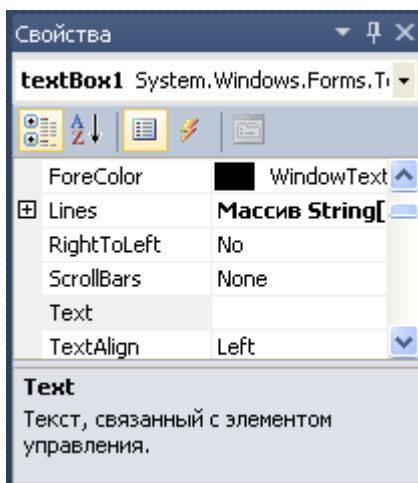 Свойства
textBox1 System.Windows.Forms.
ForeColor WindowText
Lines Массив String[
RightToLeft No
ScrollBars None
Text
TextAlign Left
Text
Текст, связанный с элементом
управления.